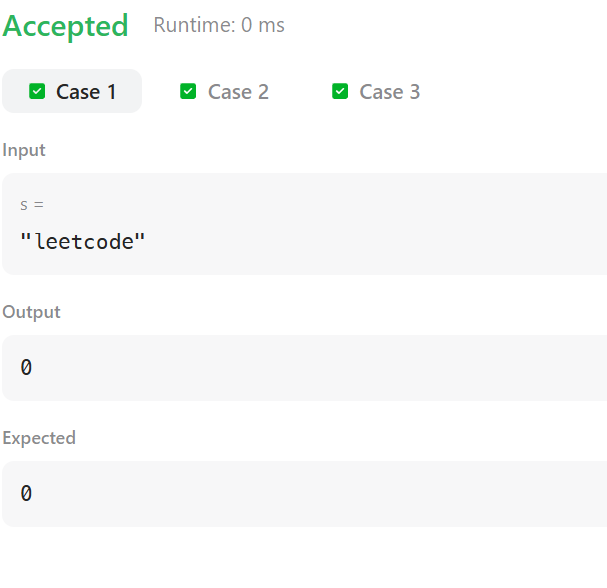 Accepted Runtime: 0 ms
Case 1 Case 2 Case 3
Input
s =
"leetcode"
Output
0
Expected
0